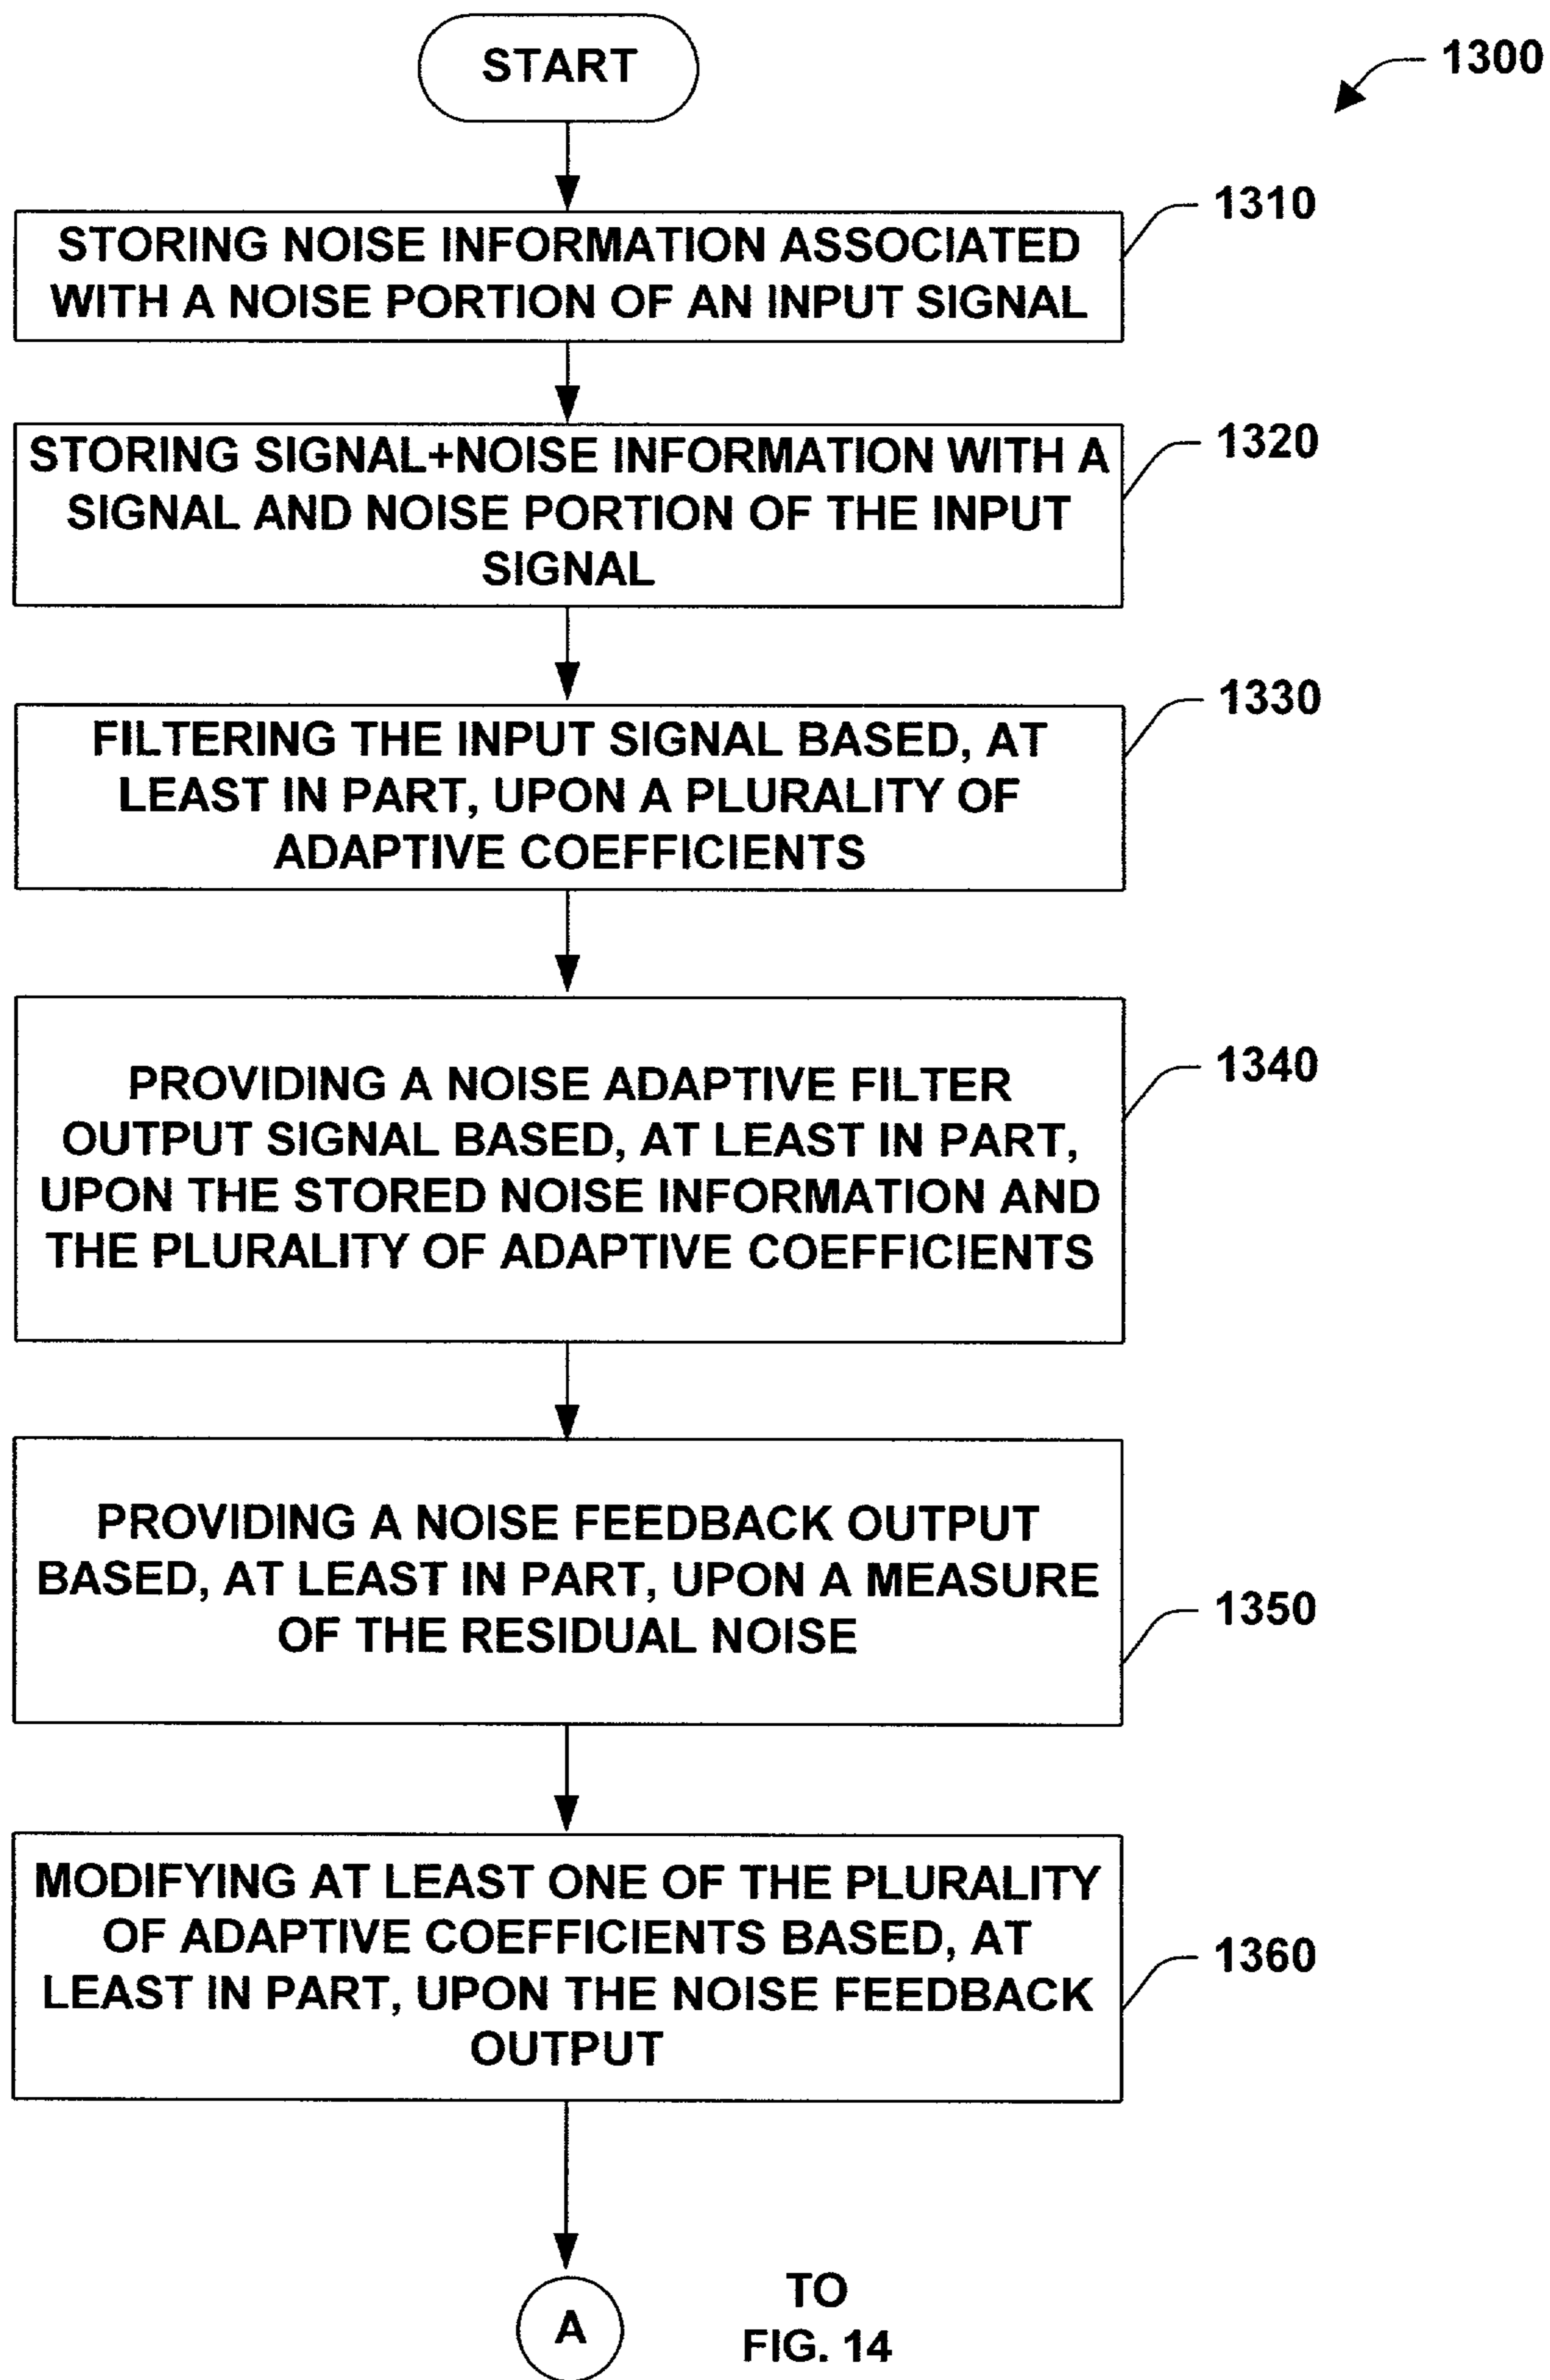 START
1300
1310
STORING NOISE INFORMATION ASSOCIATED
WITH A NOISE PORTION OF AN INPUT SIGNAL
1320
STORING SIGNAL+NOISE INFORMATION WITH A
SIGNAL AND NOISE PORTION OF THE INPUT
SIGNAL
1330
FILTERING THE INPUT SIGNAL BASED, AT
LEAST IN PART, UPON A PLURALITY OF
ADAPTIVE COEFFICIENTS
1340
PROVIDING A NOISE ADAPTIVE FILTER
OUTPUT SIGNAL BASED, AT LEAST IN PART,
UPON THE STORED NOISE INFORMATION AND
THE PLURALITY OF ADAPTIVE COEFFICIENTS
PROVIDING A NOISE FEEDBACK OUTPUT
BASED, AT LEAST IN PART, UPON A MEASURE
OF THE RESIDUAL NOISE
1350
MODIFYING AT LEAST ONE OF THE PLURALITY
OF ADAPTIVE COEFFICIENTS BASED, AT
LEAST IN PART, UPON THE NOISE FEEDBACK
OUTPUT
1360
A
TO
FIG. 14